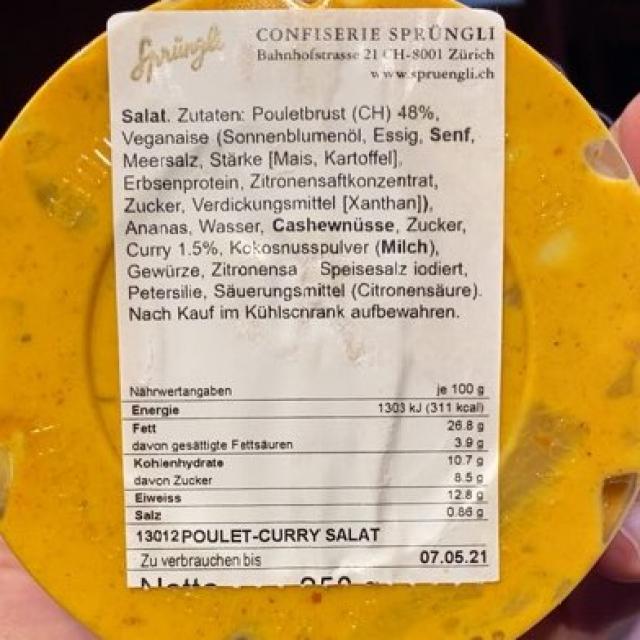 Sprüngli
CONFISERIE SPRÜNGLI
Bahnhofstrasse 21 CH-8001 Zürich
www.spruengli.ch
Salat. Zutaten: Pouletbrust (CH) 48%,
Veganaise (Sonnenblumenöl, Essig, Senf,
Meersalz, Stärke [Mais, Kartoffel],
Erbsenprotein, Zitronensaftkonzentrat,
Zucker, Verdickungsmittel [Xanthan]),
Ananas, Wasser, Cashewnüsse, Zucker,
Curry 1.5%, Kokosnusspulver (Milch),
Gewürze, Zitronensa Speisesalz iodiert,
Petersilie, Säuerungsmittel (Citronensäure).
Nach Kauf im Kühlschrank aufbewahren.
Nährwertangaben je 100 g
Energie 1303 kJ (311 kcal)
Fett 26.8 g
davon gesättigte Fettsäuren 3.9 g
Kohlenhydrate 10.7 g
davon Zucker 8.5 g
Eiweiss 12.8 g
Salz 0.86 g
13012 POULET-CURRY SALAT
Zu verbrauchen bis 07.05.21
Netto 250 g